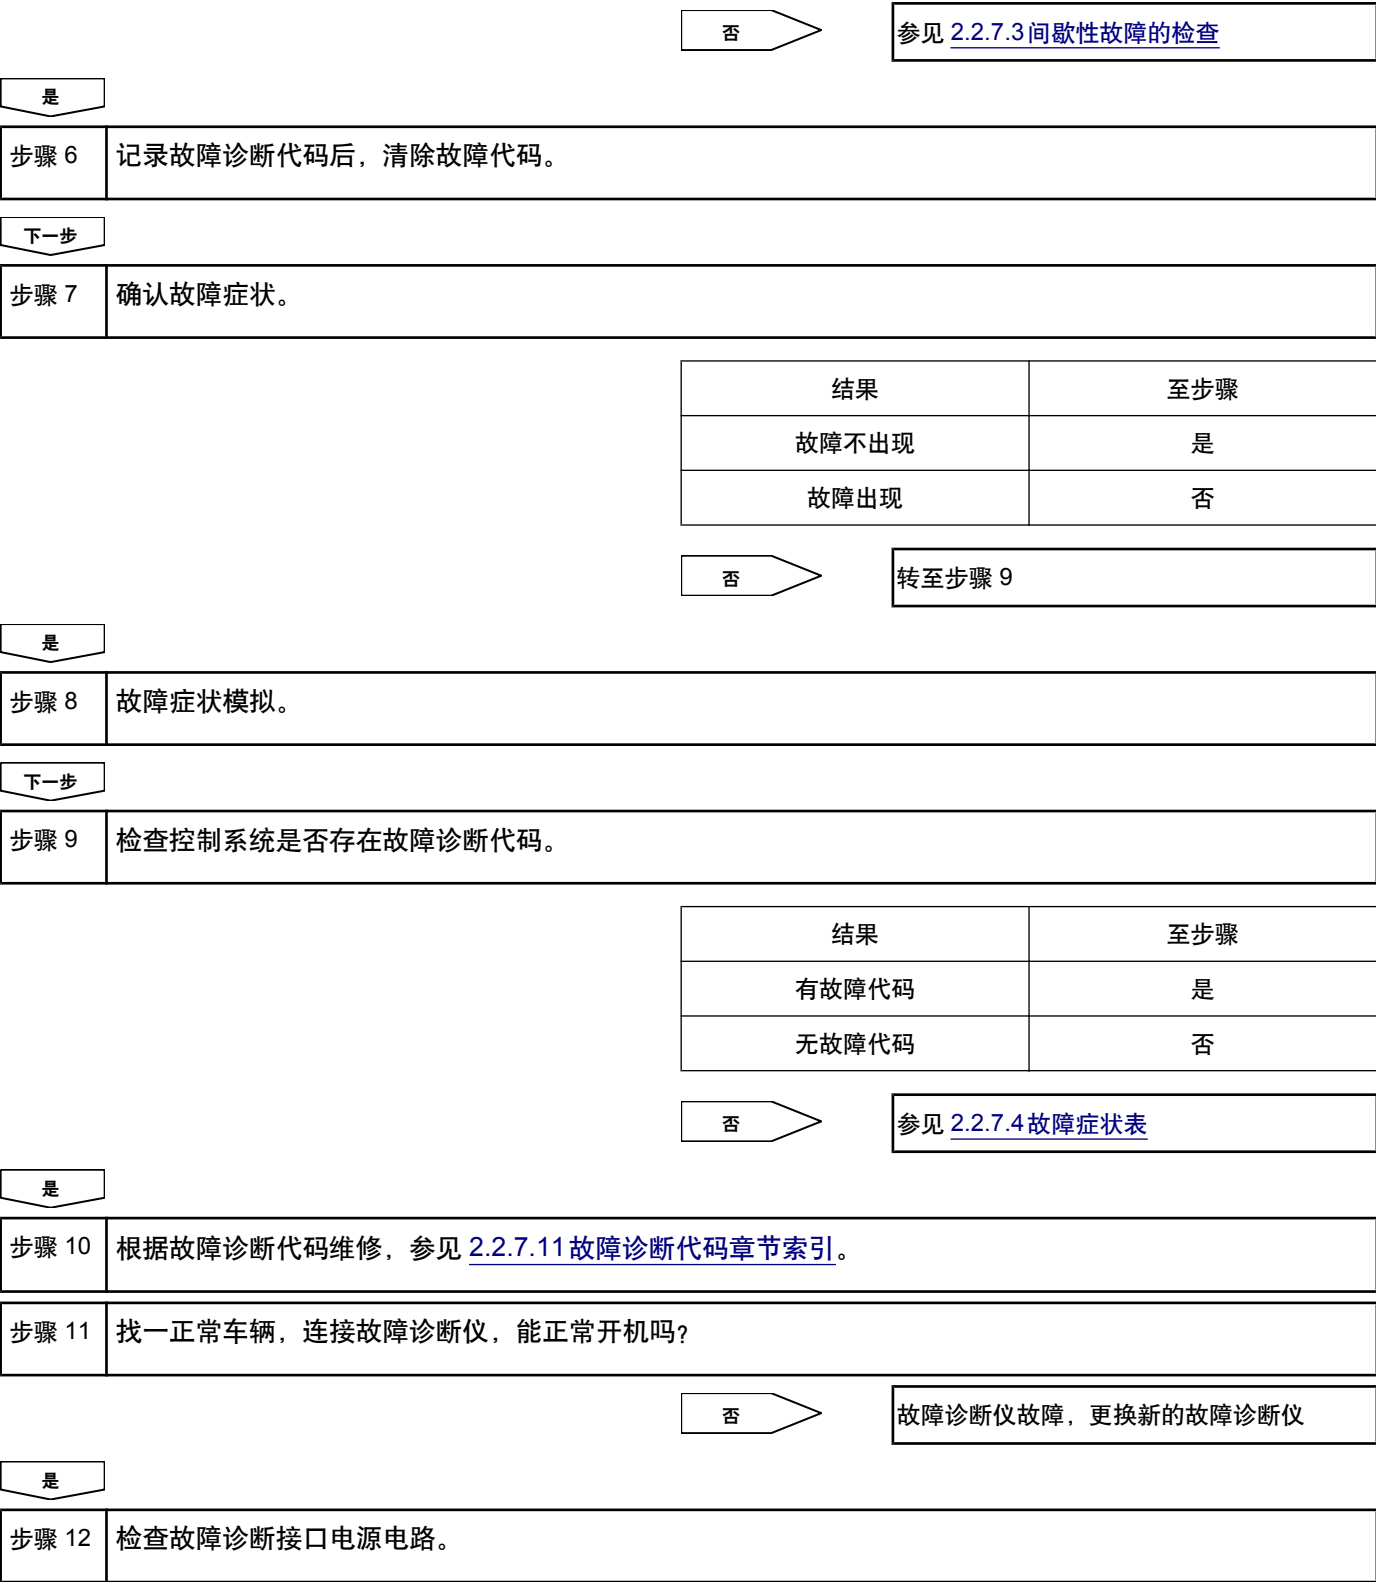 否
参见 2.2.7.3间歇性故障的检查
是
步骤 6 记录故障诊断代码后，清除故障代码。
下一步
步骤 7 确认故障症状。
结果 至步骤
故障不出现 是
故障出现 否
否
转至步骤 9
是
步骤 8 故障症状模拟。
下一步
步骤 9 检查控制系统是否存在故障诊断代码。
结果 至步骤
有故障代码 是
无故障代码 否
否
参见 2.2.7.4故障症状表
是
步骤 10 根据故障诊断代码维修，参见 2.2.7.11故障诊断代码章节索引。
步骤 11 找一正常车辆，连接故障诊断仪，能正常开机吗?
否
故障诊断仪故障，更换新的故障诊断仪
是
步骤 12 检查故障诊断接口电源电路。